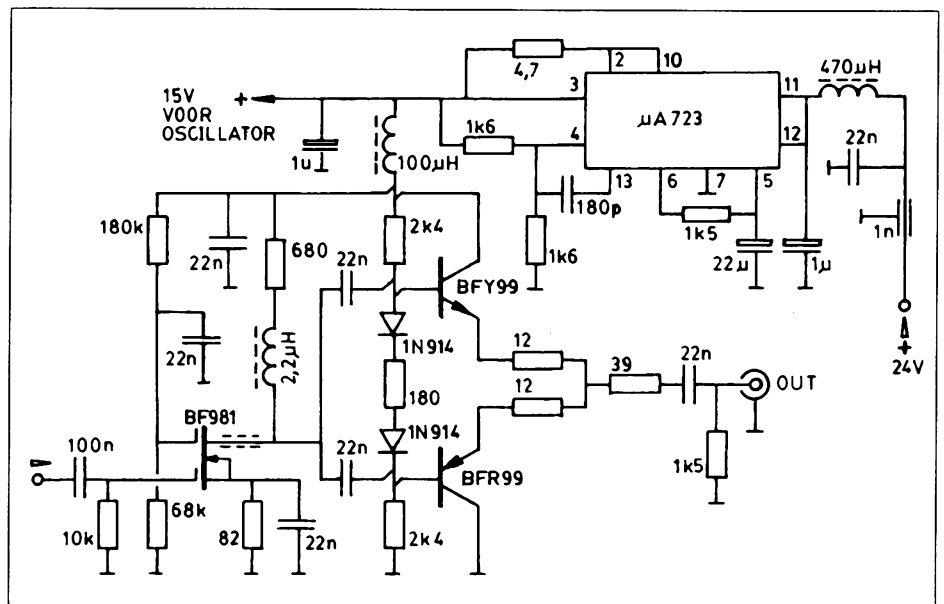 4,7
2
10
470µH
15V
VOOR
OSCILLATOR
+
3
11
µA723
1k6
4
12
22n
1u
100µH
13
6
7
5
180p
1k5
1n
180k
2k4
22n
680
22n
1k6
22µ
1µ
BFY99
22n
2,2µH
1N914
12
+
24V
180
12
39
22n
OUT
BF981
1N914
100n
22n
BFR99
1k5
10k
68k
82
22n
2k4